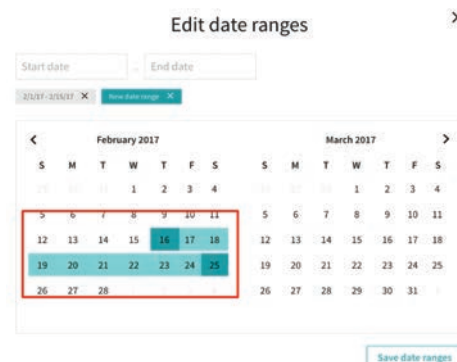 Edit date ranges
Start date - End date
2/1/17 - 2/15/17 X New date range X
February 2017
S M T W T F S
29 30 31 1 2 3 4
5 6 7 8 9 10 11
12 13 14 15 16 17 18
19 20 21 22 23 24 25
26 27 28
March 2017
S M T W T F S
1 2 3 4
5 6 7 8 9 10 11
12 13 14 15 16 17 18
19 20 21 22 23 24 25
26 27 28 29 30 31
Save date ranges